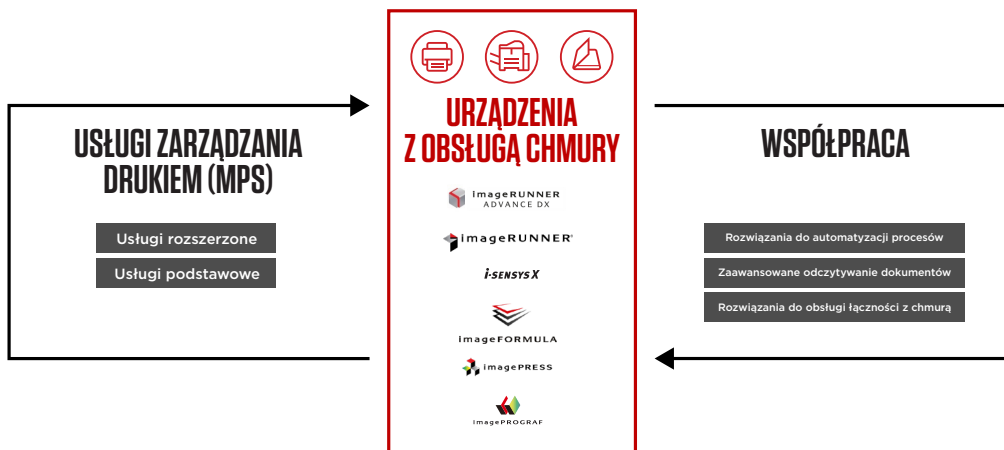 USŁUGI ZARZĄDZANIA
DRUKIEM (MPS)
Usługi rozszerzone
Usługi podstawowe
URZĄDZENIA
Z OBSŁUGĄ CHMURY
imageRUNNER
ADVANCE DX
imageRUNNER
i-SENSYS X
imageFORMULA
imagePRESS
imagePROGRAF
WSPÓŁPRACA
Rozwiązania do automatyzacji procesów
Zaawansowane odczytywanie dokumentów
Rozwiązania do obsługi łączności z chmurą